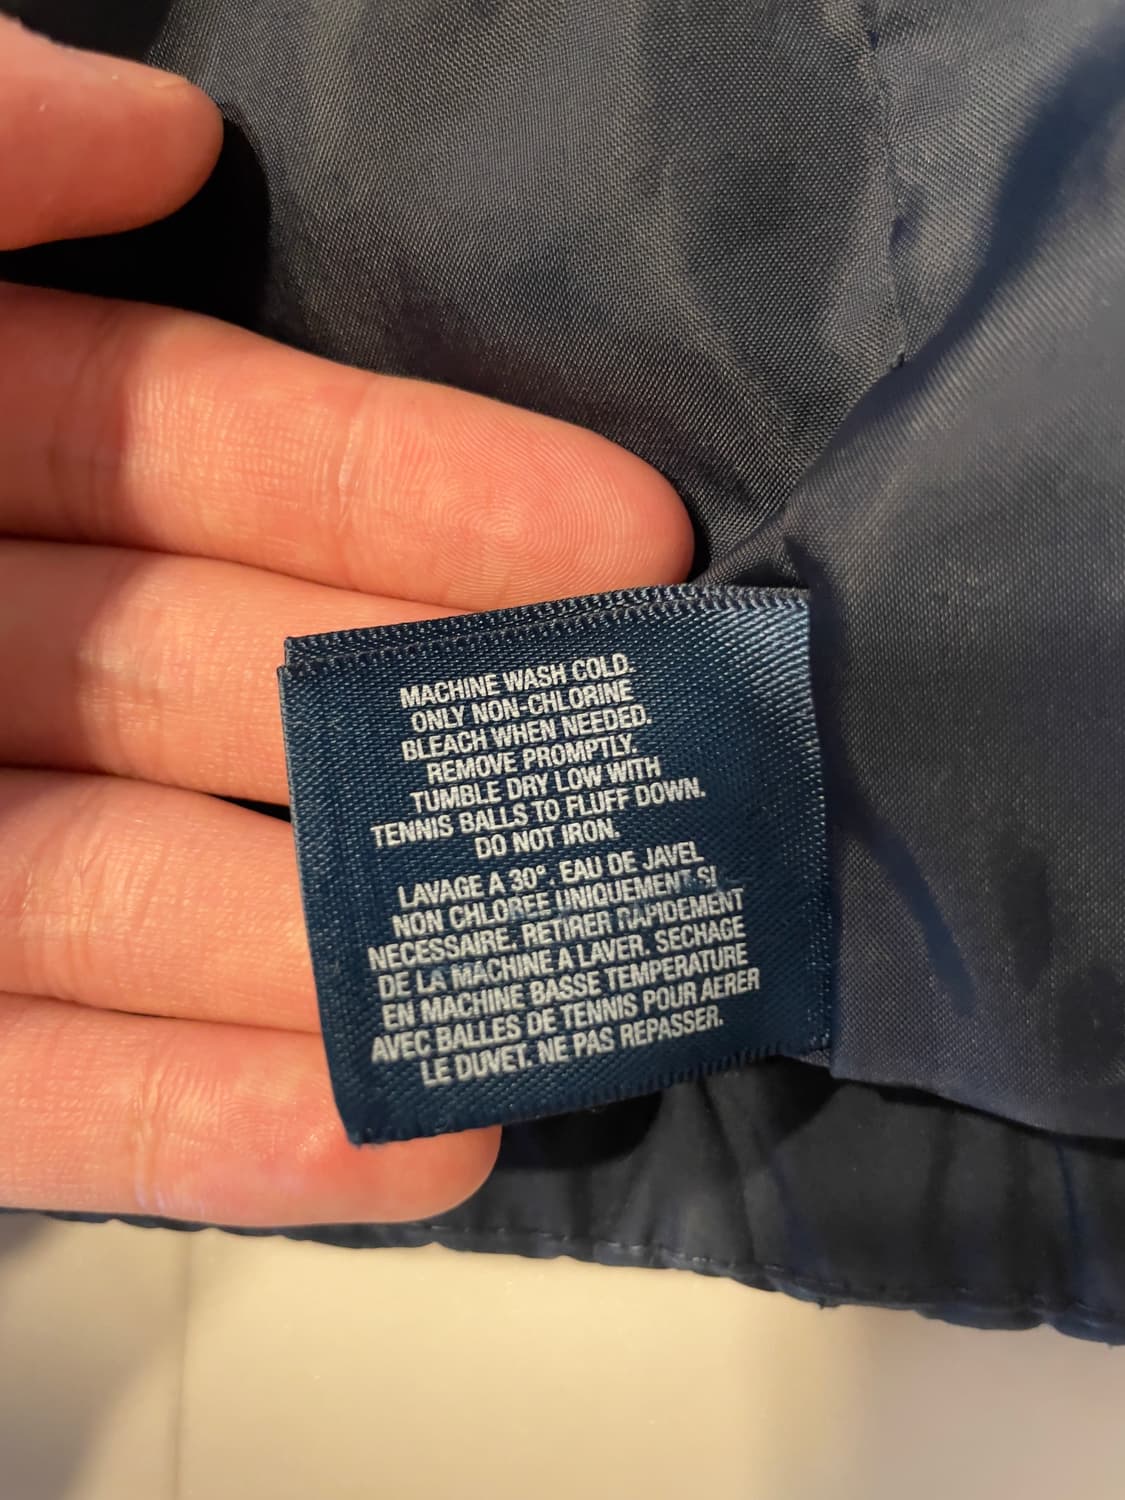 MACHINE WASH COLD.
ONLY NON-CHLORINE
BLEACH WHEN NEEDED.
REMOVE PROMPTLY.
TUMBLE DRY LOW WITH
TENNIS BALLS TO FLUFF DOWN.
DO NOT IRON.
LAVAGE A 30°. EAU DE JAVEL
NON CHLOREE UNIQUEMENT SI
NECESSAIRE. RETIRER RAPIDEMENT
DE LA MACHINE A LAVER. SECHAGE
EN MACHINE BASSE TEMPERATURE
AVEC BALLES DE TENNIS POUR AERER
LE DUVET. NE PAS REPASSER.